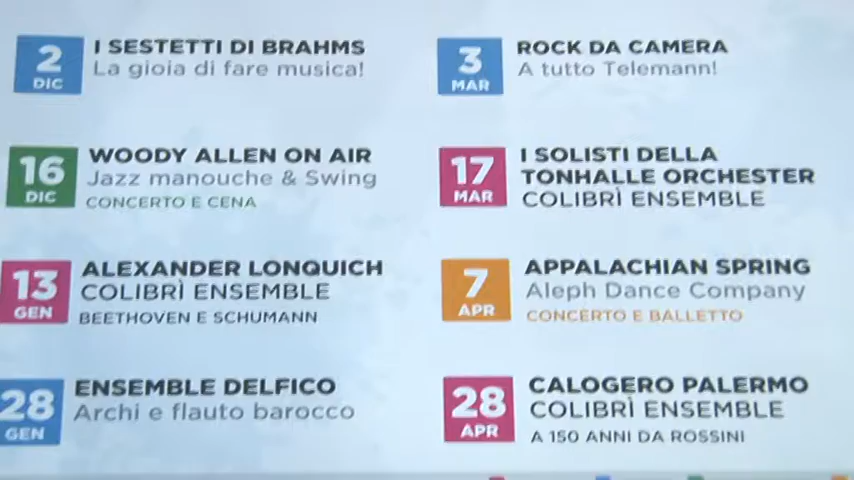 2
DIC
I SESTETTI DI BRAHMS
La gioia di fare musica!
16
DIC
WOODY ALLEN ON AIR
Jazz manouche & Swing
CONCERTO E CENA
13
GEN
ALEXANDER LONQUICH
COLIBRÌ ENSEMBLE
BEETHOVEN E SCHUMANN
28
GEN
ENSEMBLE DELFICO
Archi e flauto barocco
3
MAR
ROCK DA CAMERA
A tutto Telemann!
17
MAR
I SOLISTI DELLA
TONHALLE ORCHESTER
COLIBRÌ ENSEMBLE
7
APR
APPALACHIAN SPRING
Aleph Dance Company
CONCERTO E BALLETTO
28
APR
CALOGERO PALERMO
COLIBRÌ ENSEMBLE
A 150 ANNI DA ROSSINI